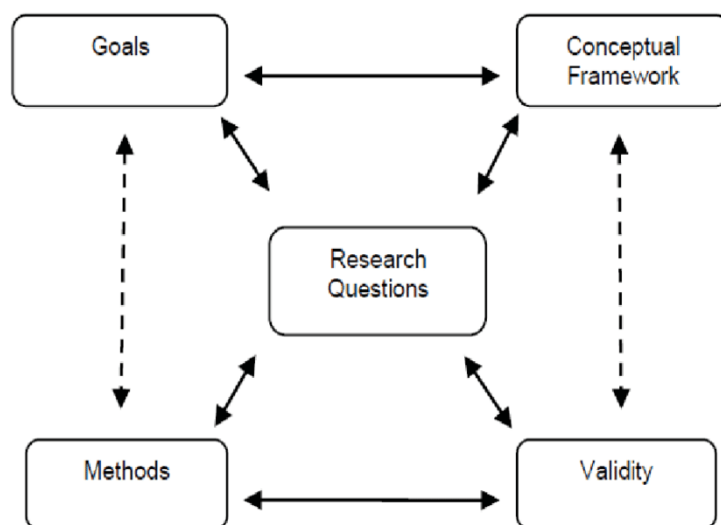 Goals
Conceptual
Framework
Research
Questions
Methods
Validity